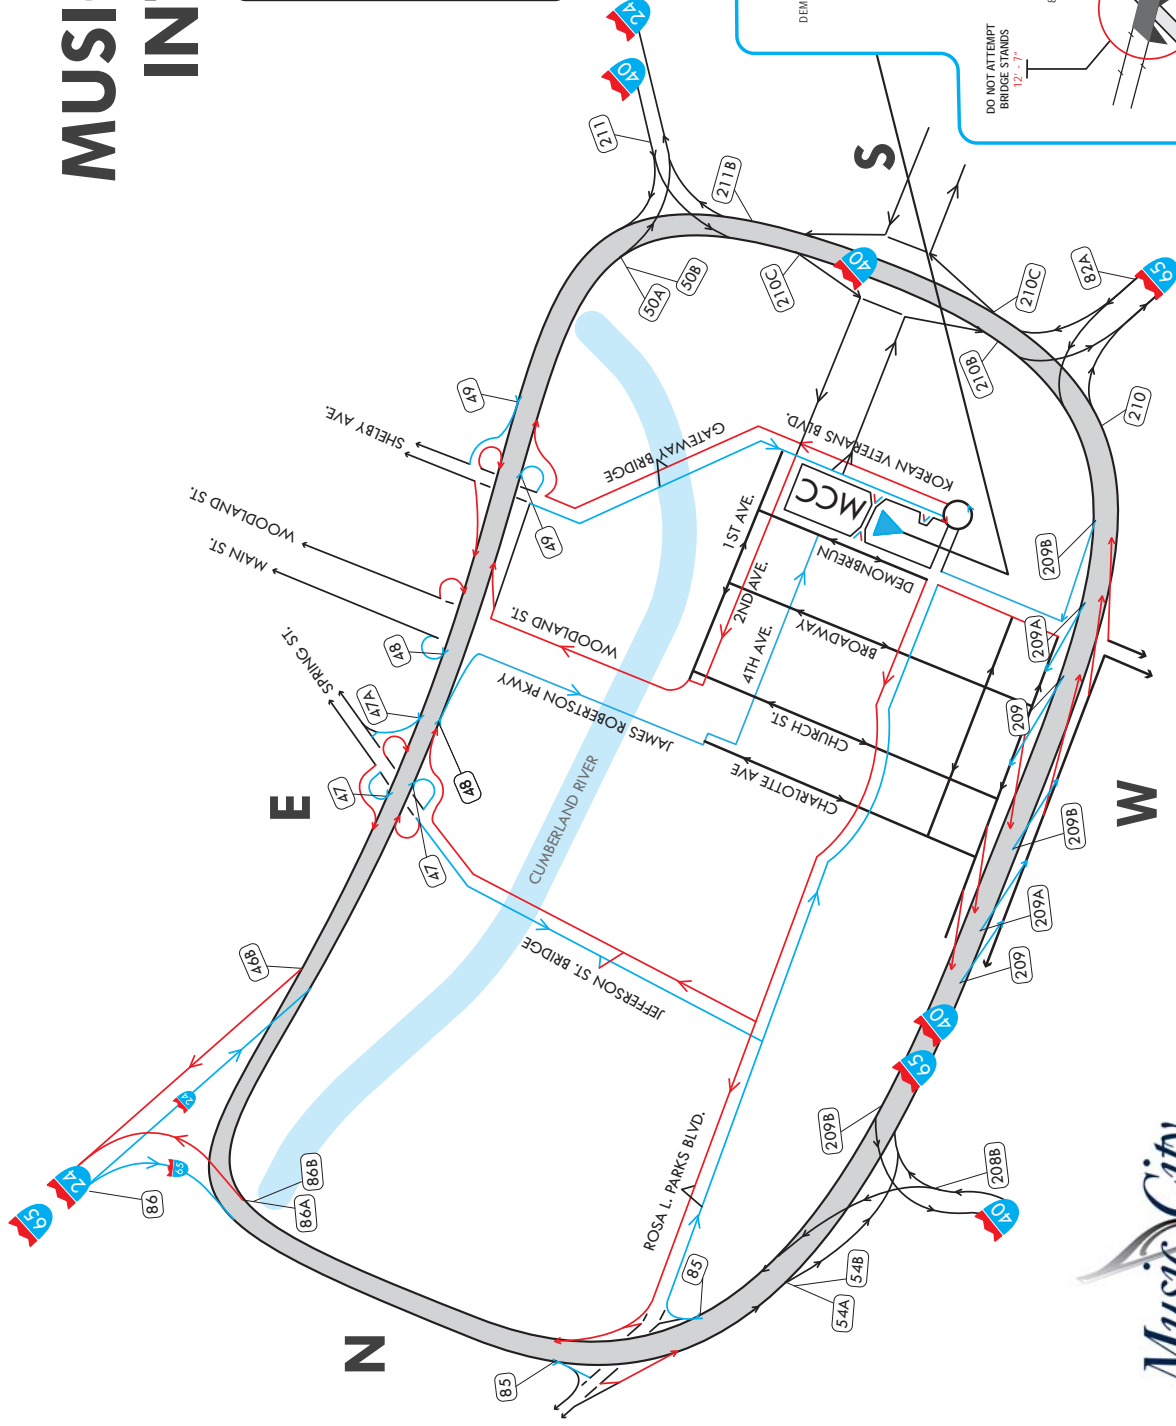 MUSI
IN
24
40
211
211B
S
DEM
DO NOT ATTEMPT
BRIDGE STANDS
12' - 7"
8
50A
50B
210C
40
210C
82A
65
210B
210
49
SHELBY AVE.
WOODLAND ST.
MAIN ST.
SPRING ST.
49
48
47A
47
48
47
E
GATEWAY BRIDGE
KOREAN VETERANS BLVD.
MCC
1ST AVE.
2ND AVE.
4TH AVE.
DEMONBREUN
BROADWAY
CHURCH ST.
CHARLOTTE AVE
WOODLAND ST.
JAMES ROBERTSON PKWY
CUMBERLAND RIVER
JEFFERSON ST. BRIDGE
209B
209A
209
209B
209A
209
W
40
65
46B
24
65
24
65
86
86B
86A
ROSA L. PARKS BLVD.
209B
208B
40
54B
54A
85
85
N
Music City